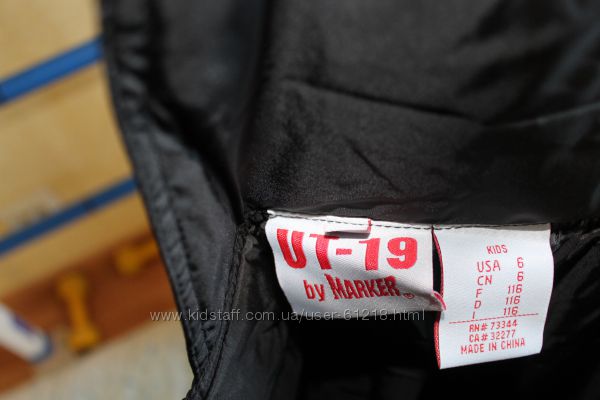 UT-19
by MARKER®
KIDS
USA 6
CN 6
F 116
D 116
I 116
RN# 73344
CA# 32277
MADE IN CHINA
www.kidstaff.com.ua/user-61218.html